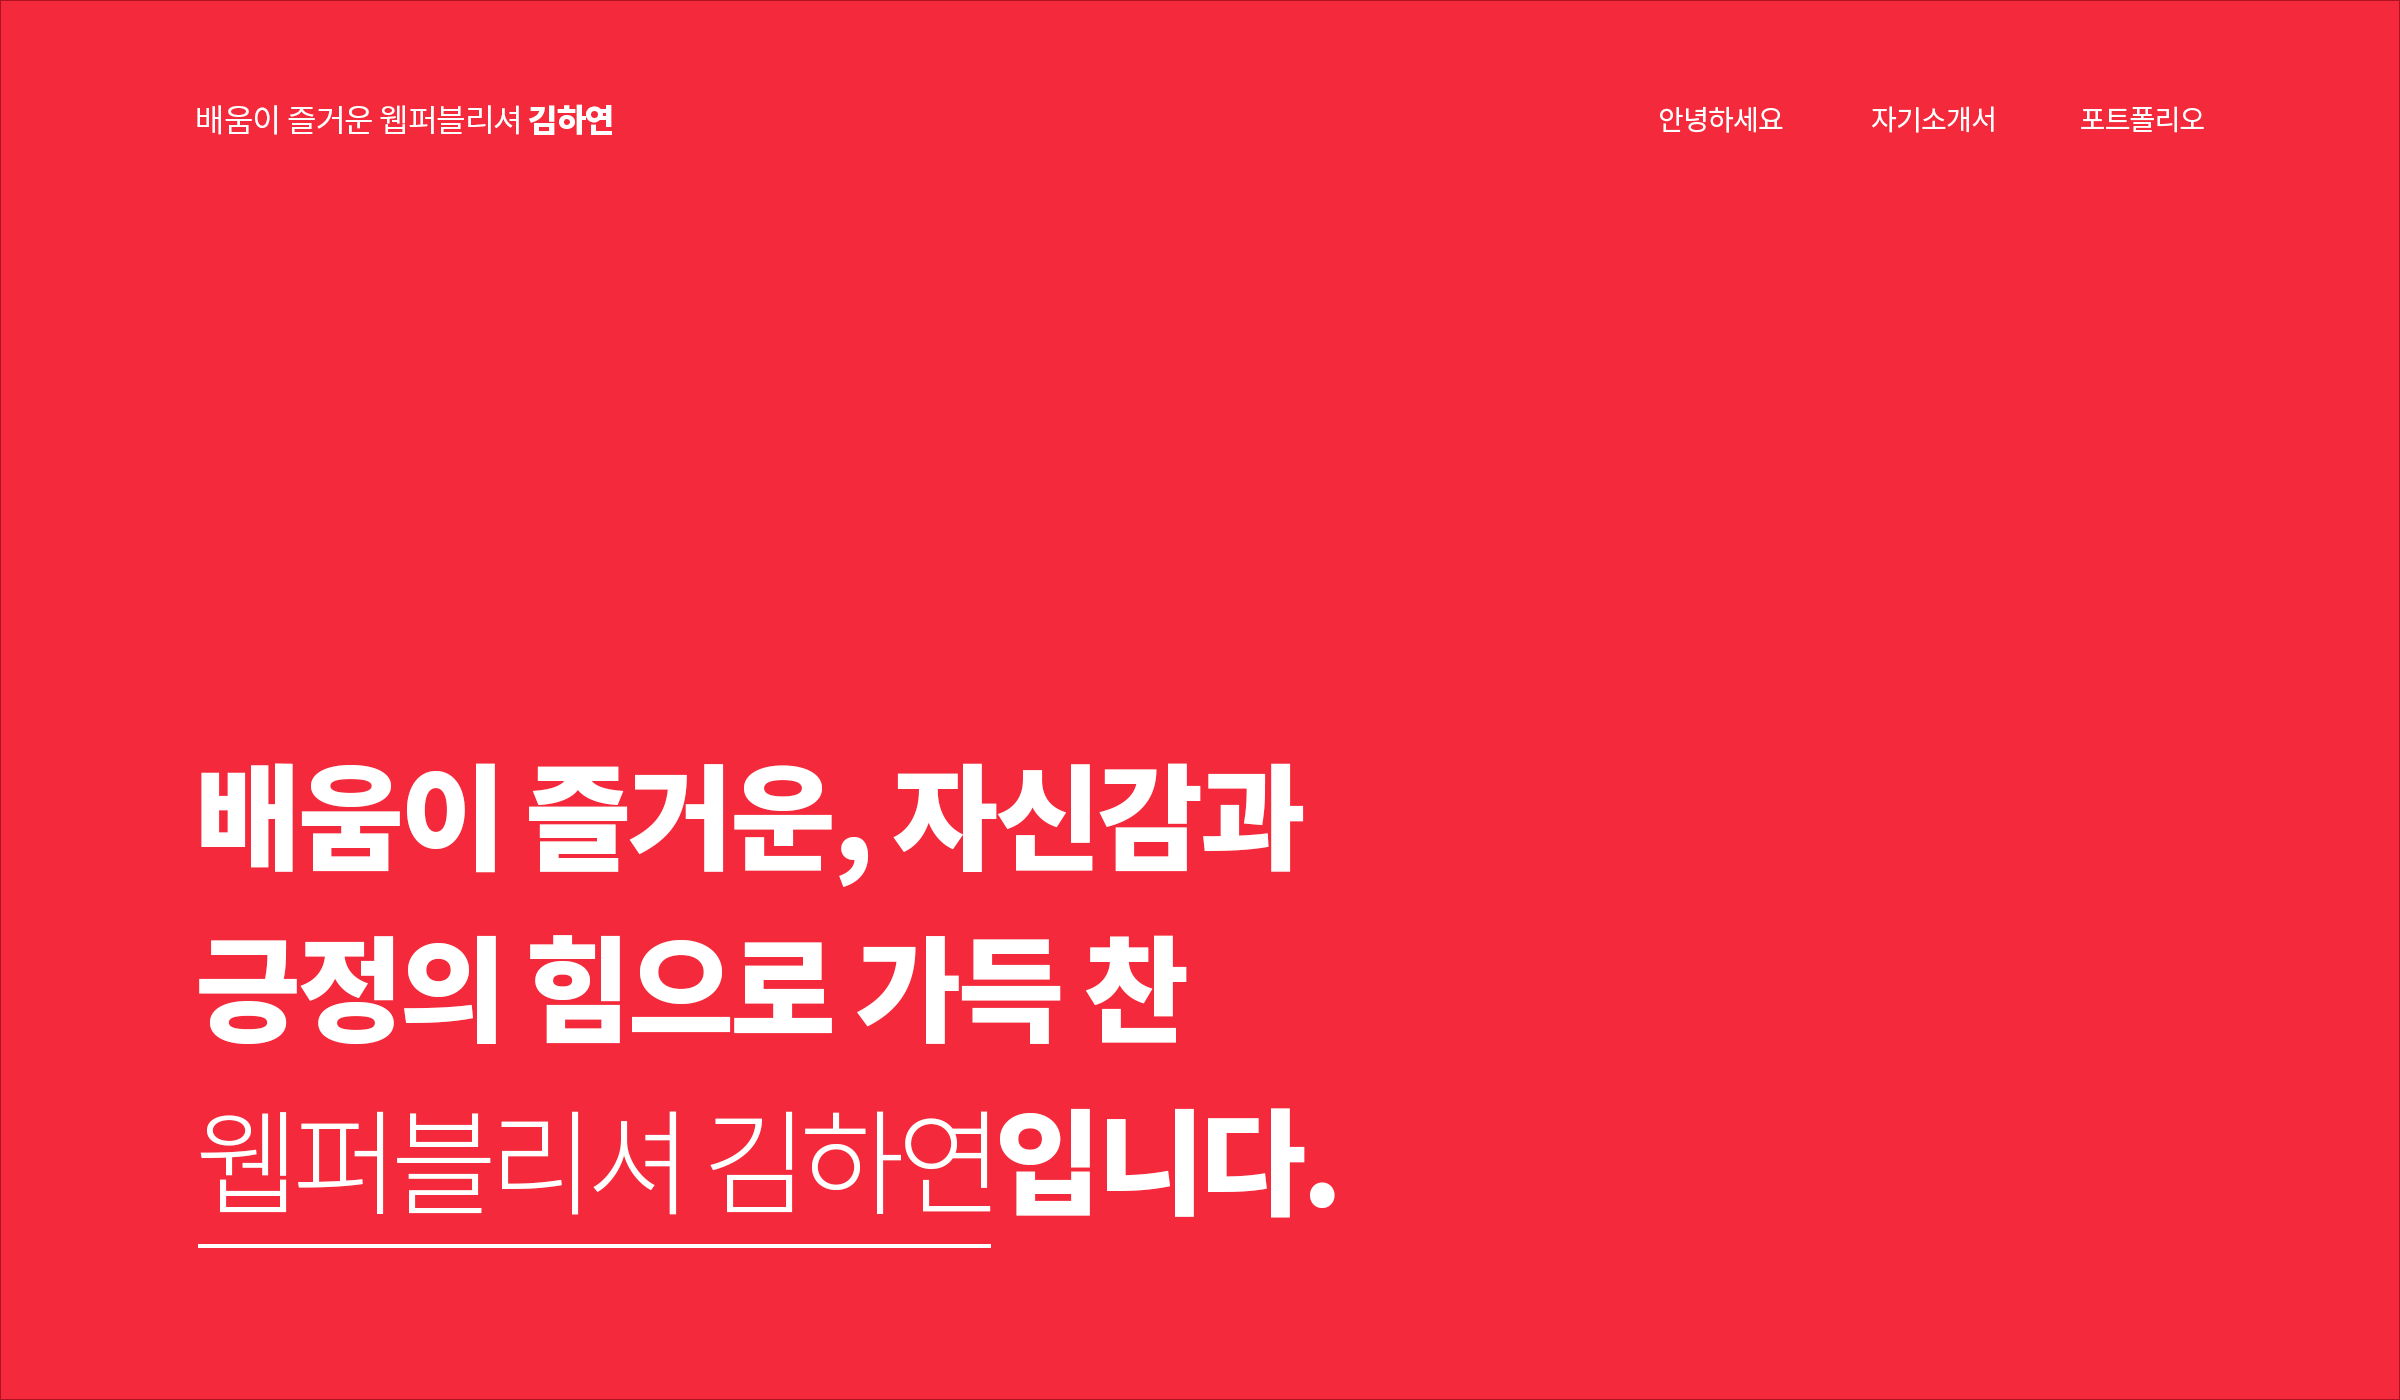 배움이 즐거운 웹퍼블리셔 김하연
안녕하세요 자기소개서 포트폴리오
배움이 즐거운, 자신감과
긍정의 힘으로 가득 찬
웹퍼블리셔 김하연입니다.